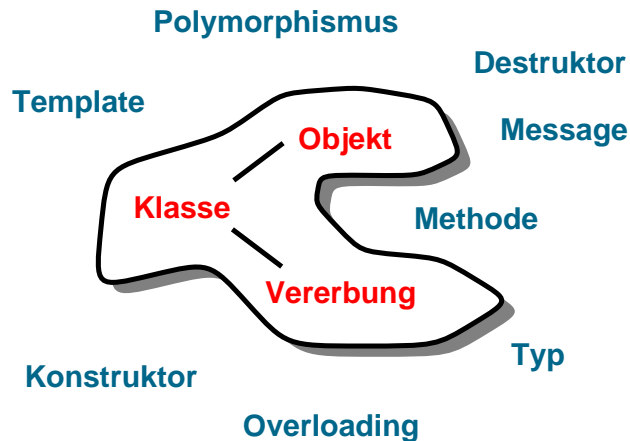 Polymorphismus
Destruktor
Template
Message
Objekt
Klasse
Methode
Vererbung
Typ
Konstruktor
Overloading